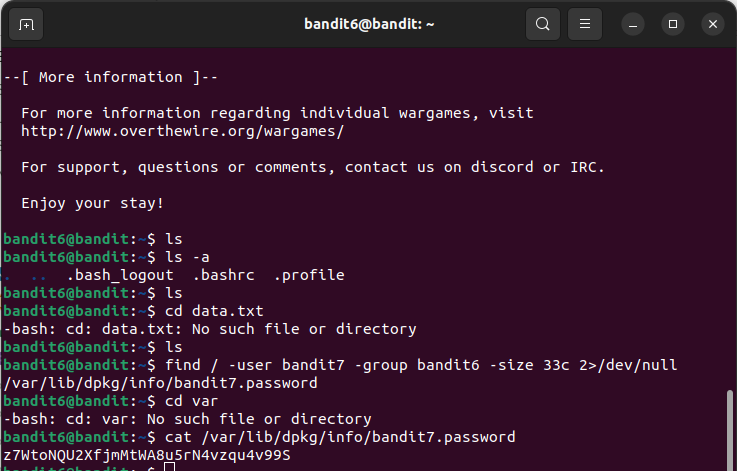 bandit6@bandit: ~
--[ More information ]--
For more information regarding individual wargames, visit
http://www.overthewire.org/wargames/
For support, questions or comments, contact us on discord or IRC.
Enjoy your stay!
bandit6@bandit:~$ ls
bandit6@bandit:~$ ls -a
.  ..  .bash_logout  .bashrc  .profile
bandit6@bandit:~$ ls
bandit6@bandit:~$ cd data.txt
-bash: cd: data.txt: No such file or directory
bandit6@bandit:~$ ls
bandit6@bandit:~$ find / -user bandit7 -group bandit6 -size 33c 2>/dev/null
/var/lib/dpkg/info/bandit7.password
bandit6@bandit:~$ cd var
-bash: cd: var: No such file or directory
bandit6@bandit:~$ cat /var/lib/dpkg/info/bandit7.password
z7WtoNQU2XfjmMtWA8u5rN4vzqu4v99S
bandit6@bandit:~$